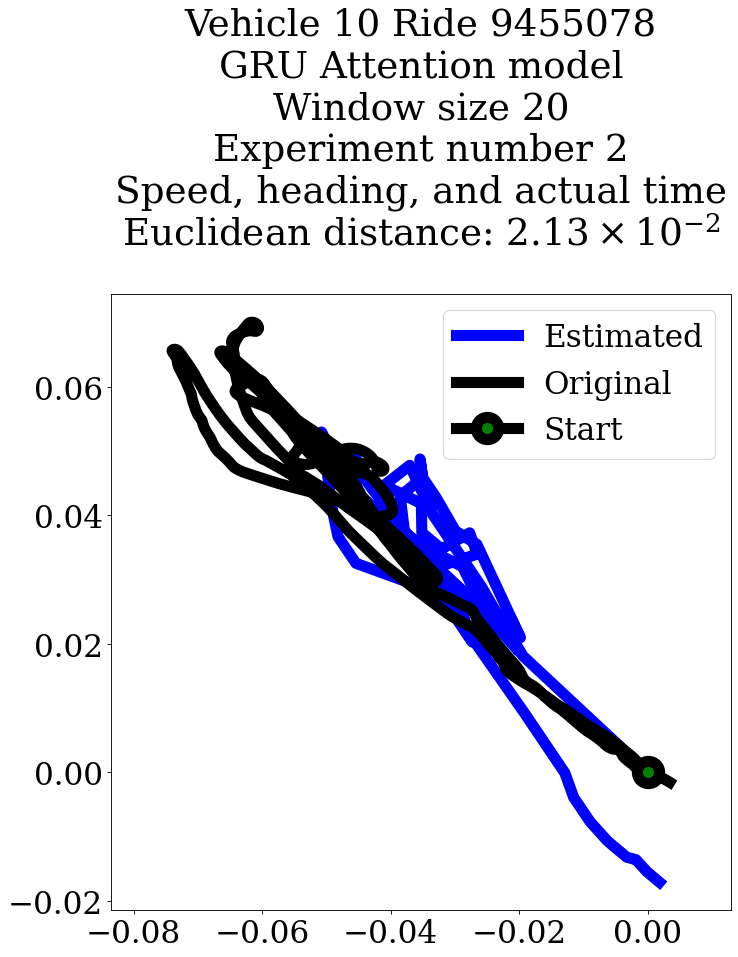 Vehicle 10 Ride 9455078
GRU Attention model
Window size 20
Experiment number 2
Speed, heading, and actual time
Euclidean distance: 2.13 × 10⁻²
Estimated
Original
Start
0.06
0.04
0.02
0.00
−0.02
−0.08
−0.06
−0.04
−0.02
0.00